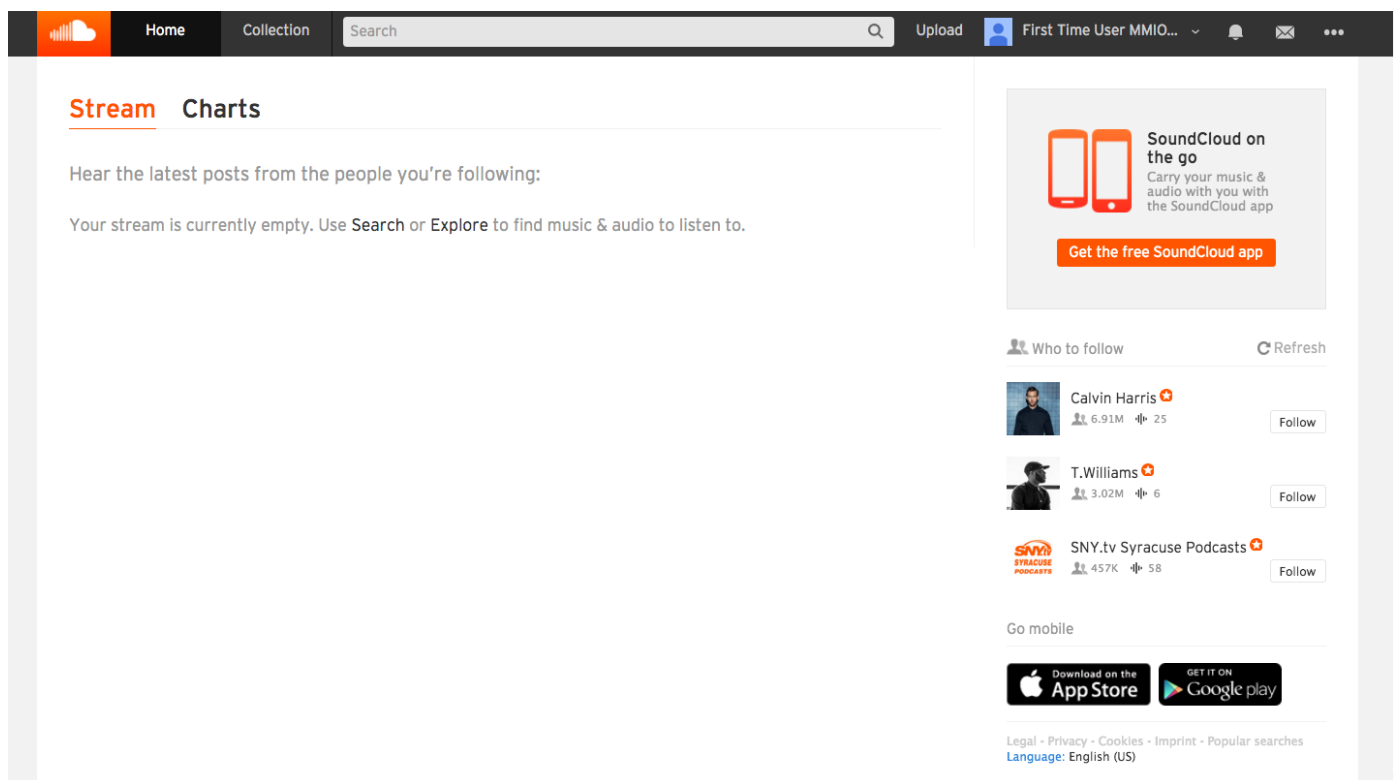 Home Collection Search Upload First Time User MMIO...
Stream Charts
Hear the latest posts from the people you’re following:
Your stream is currently empty. Use Search or Explore to find music & audio to listen to.
SoundCloud on
the go
Carry your music &
audio with you with
the SoundCloud app
Get the free SoundCloud app
Who to follow Refresh
Calvin Harris
6.91M 25
Follow
T.Williams
3.02M 6
Follow
SNY.tv
SYRACUSE
PODCASTS
SNY.tv Syracuse Podcasts
457K 58
Follow
Go mobile
Download on the
App Store
GET IT ON
Google play
Legal - Privacy - Cookies - Imprint - Popular searches
Language: English (US)